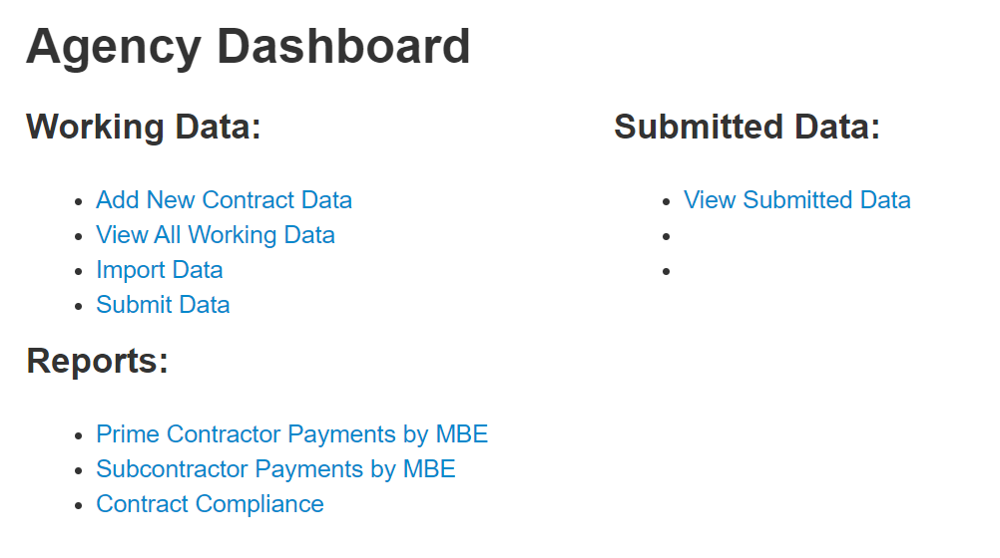 Agency Dashboard
Working Data:
Add New Contract Data
View All Working Data
Import Data
Submit Data
Submitted Data:
View Submitted Data
Reports:
Prime Contractor Payments by MBE
Subcontractor Payments by MBE
Contract Compliance